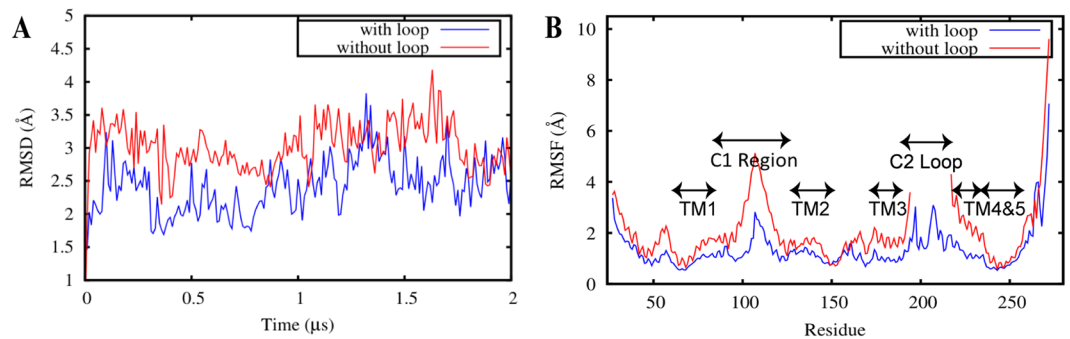 A
5
4.5
4
3.5
3
2.5
2
1.5
1
RMSD (Å)
with loop
without loop
0
0.5
1
1.5
2
Time (μs)
B
10
8
6
4
2
0
RMSF (Å)
with loop
without loop
C1 Region
C2 Loop
TM1
TM2
TM3
TM4&5
50
100
150
200
250
Residue